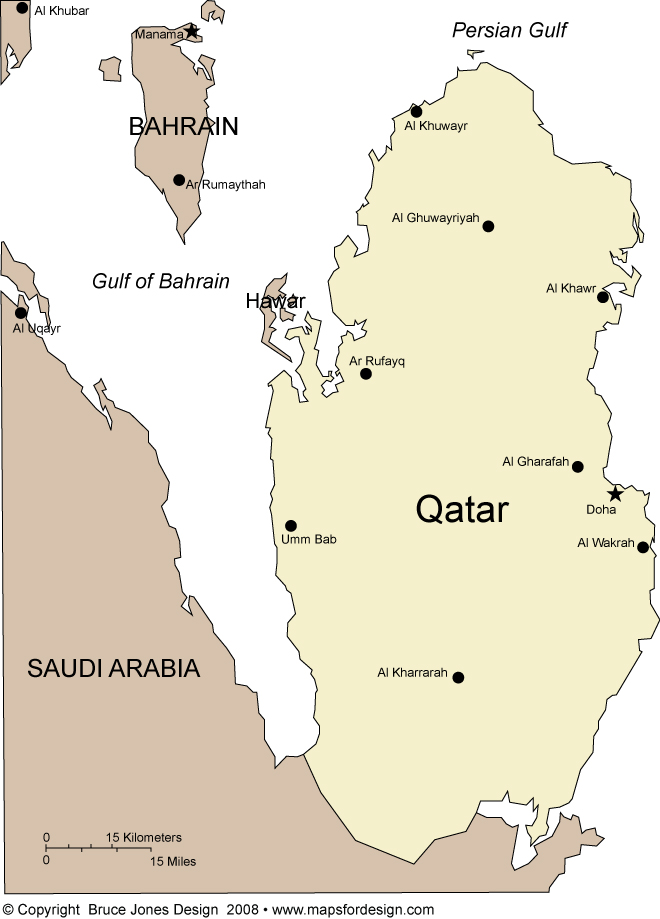 Al Khubar
Persian Gulf
Manama
Al Khuwayr
BAHRAIN
Ar Rumaythah
Al Ghuwayriyah
Gulf of Bahrain
Al Khawr
Hawar
Al Uqayr
Ar Rufayq
Al Gharafah
Qatar
Doha
Umm Bab
Al Wakrah
SAUDI ARABIA
Al Kharrarah
0 15 Kilometers
0 15 Miles
© Copyright Bruce Jones Design 2008 • www.mapsfordesign.com